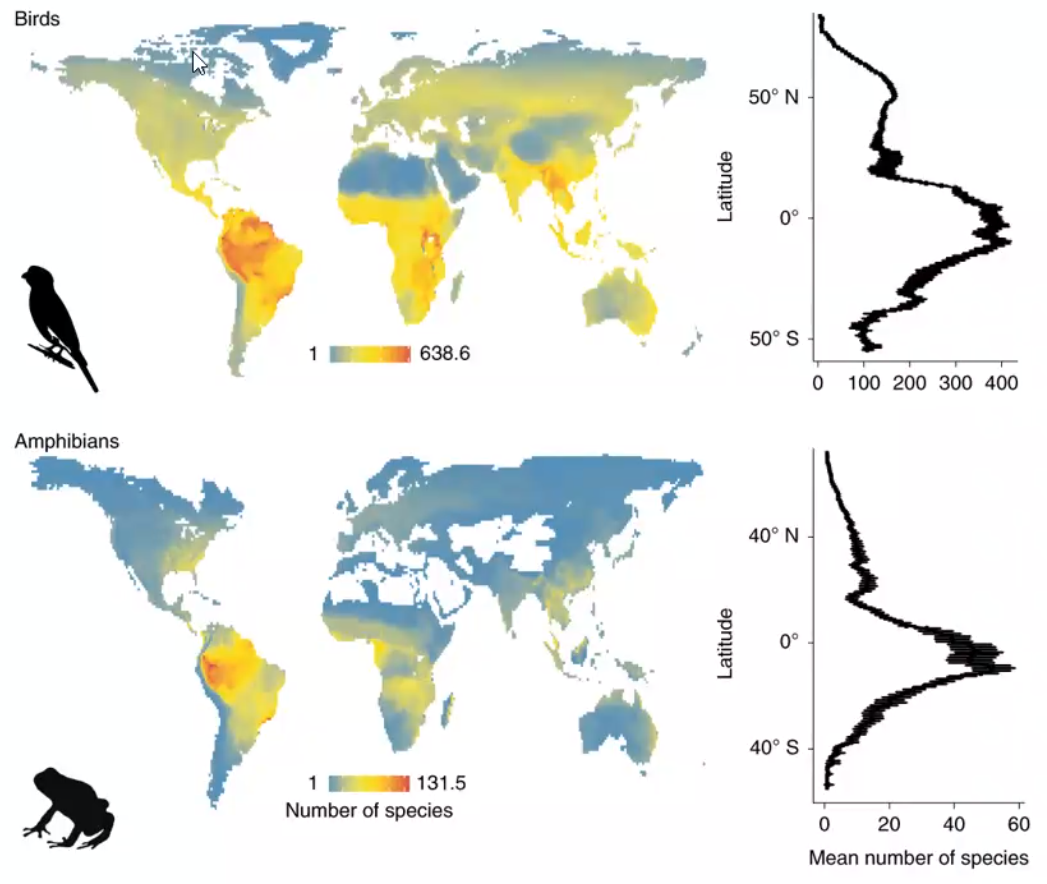 Birds
50° N
Latitude
0°
50° S
1 638.6
0 100 200 300 400
Amphibians
40° N
Latitude
0°
40° S
1 131.5
Number of species
0 20 40 60
Mean number of species